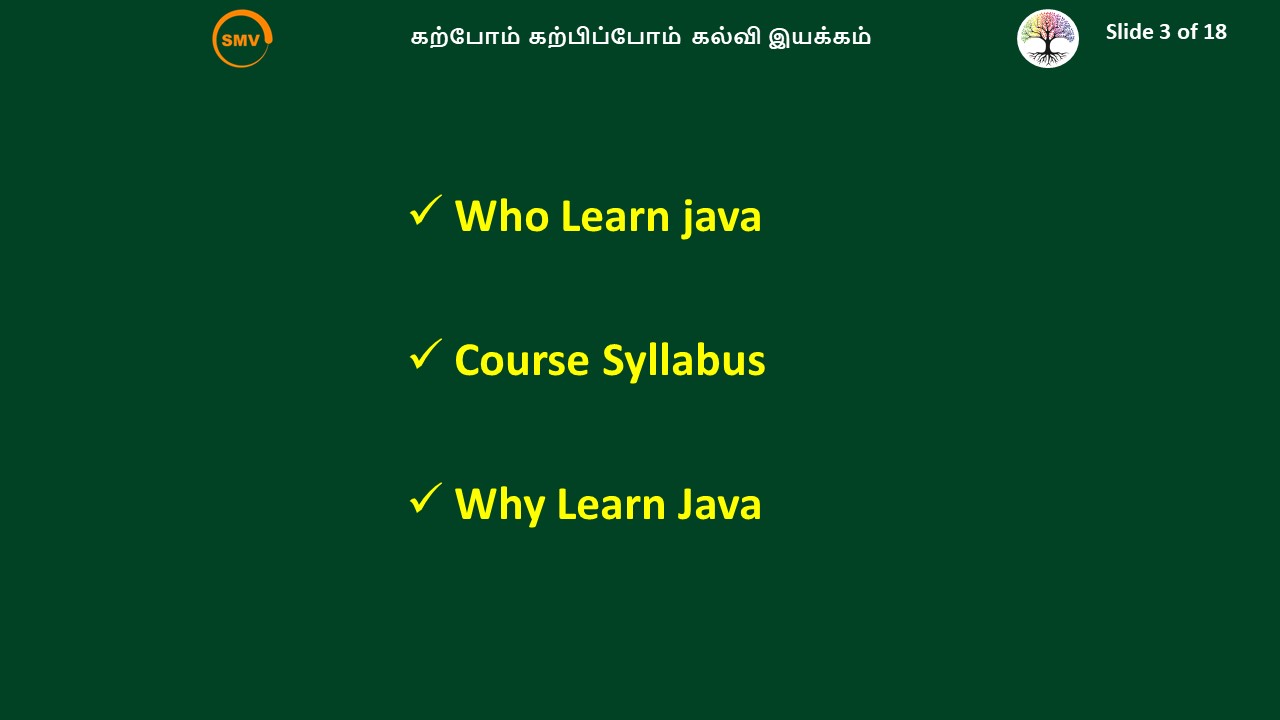 SMV
கற்போம் கற்பிப்போம் கல்வி இயக்கம்
Slide 3 of 18
✓ Who Learn java
✓ Course Syllabus
✓ Why Learn Java